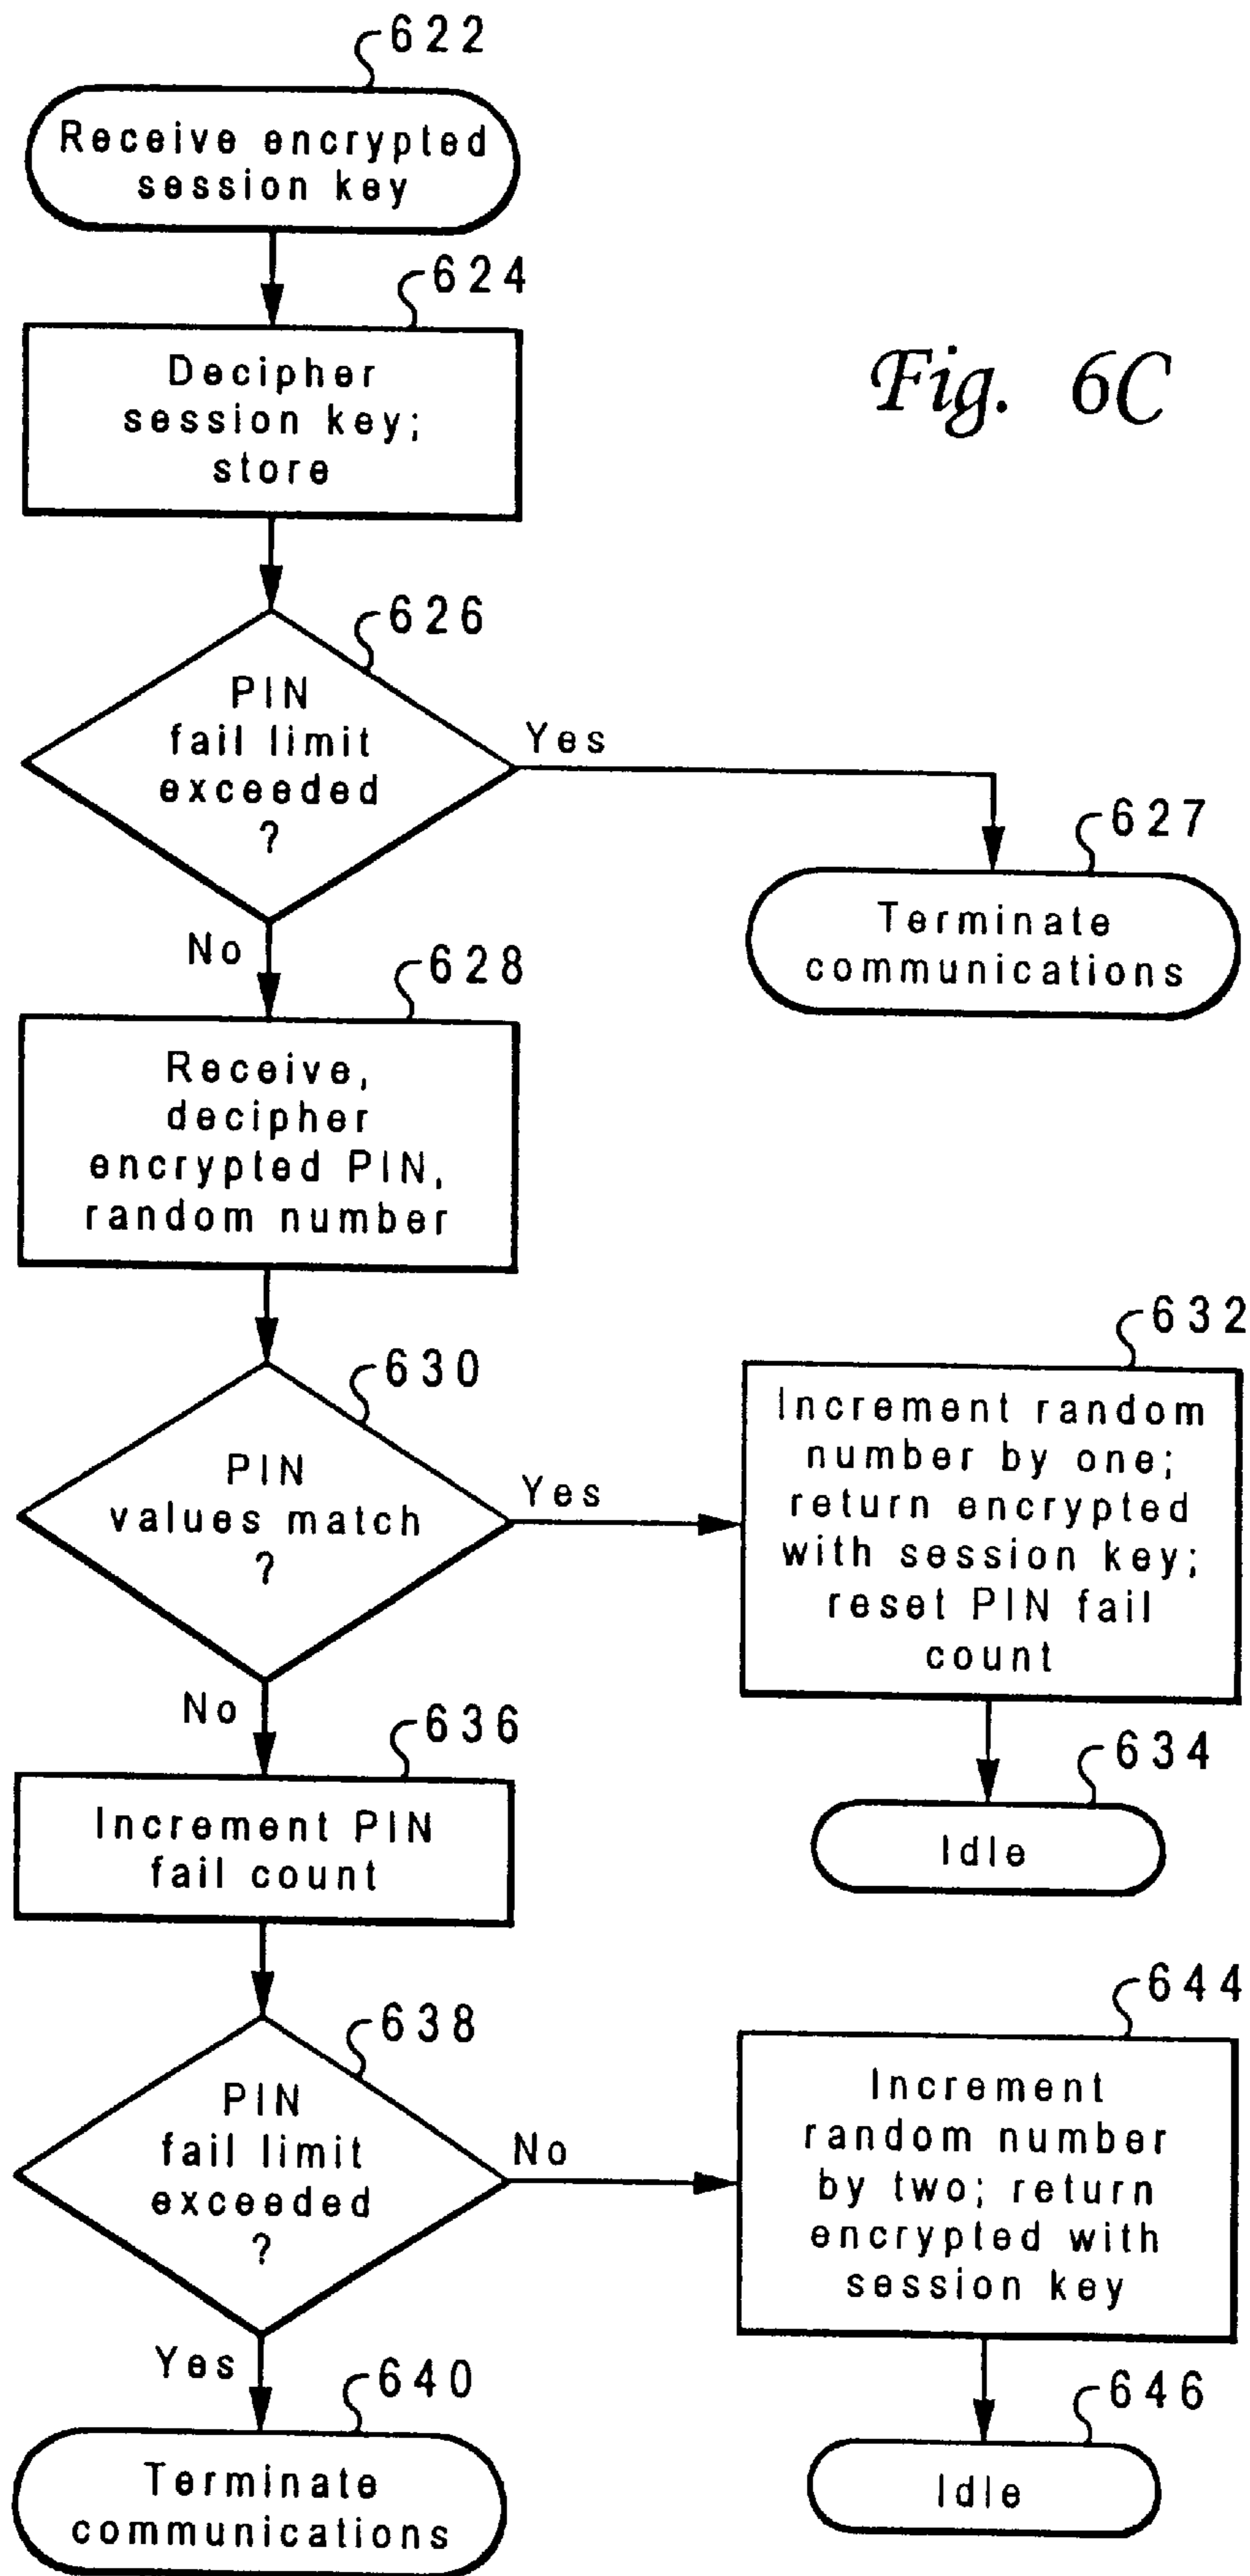 622
Receive encrypted
session key
624
Decipher
session key;
store
Fig. 6C
626
PIN
fail limit
exceeded
?
Yes
627
Terminate
communications
No
628
Receive,
decipher
encrypted PIN,
random number
630
PIN
values match
?
Yes
632
Increment random
number by one;
return encrypted
with session key;
reset PIN fail
count
634
Idle
No
636
Increment PIN
fail count
638
PIN
fail limit
exceeded
?
No
644
Increment
random number
by two; return
encrypted with
session key
646
Idle
Yes
640
Terminate
communications